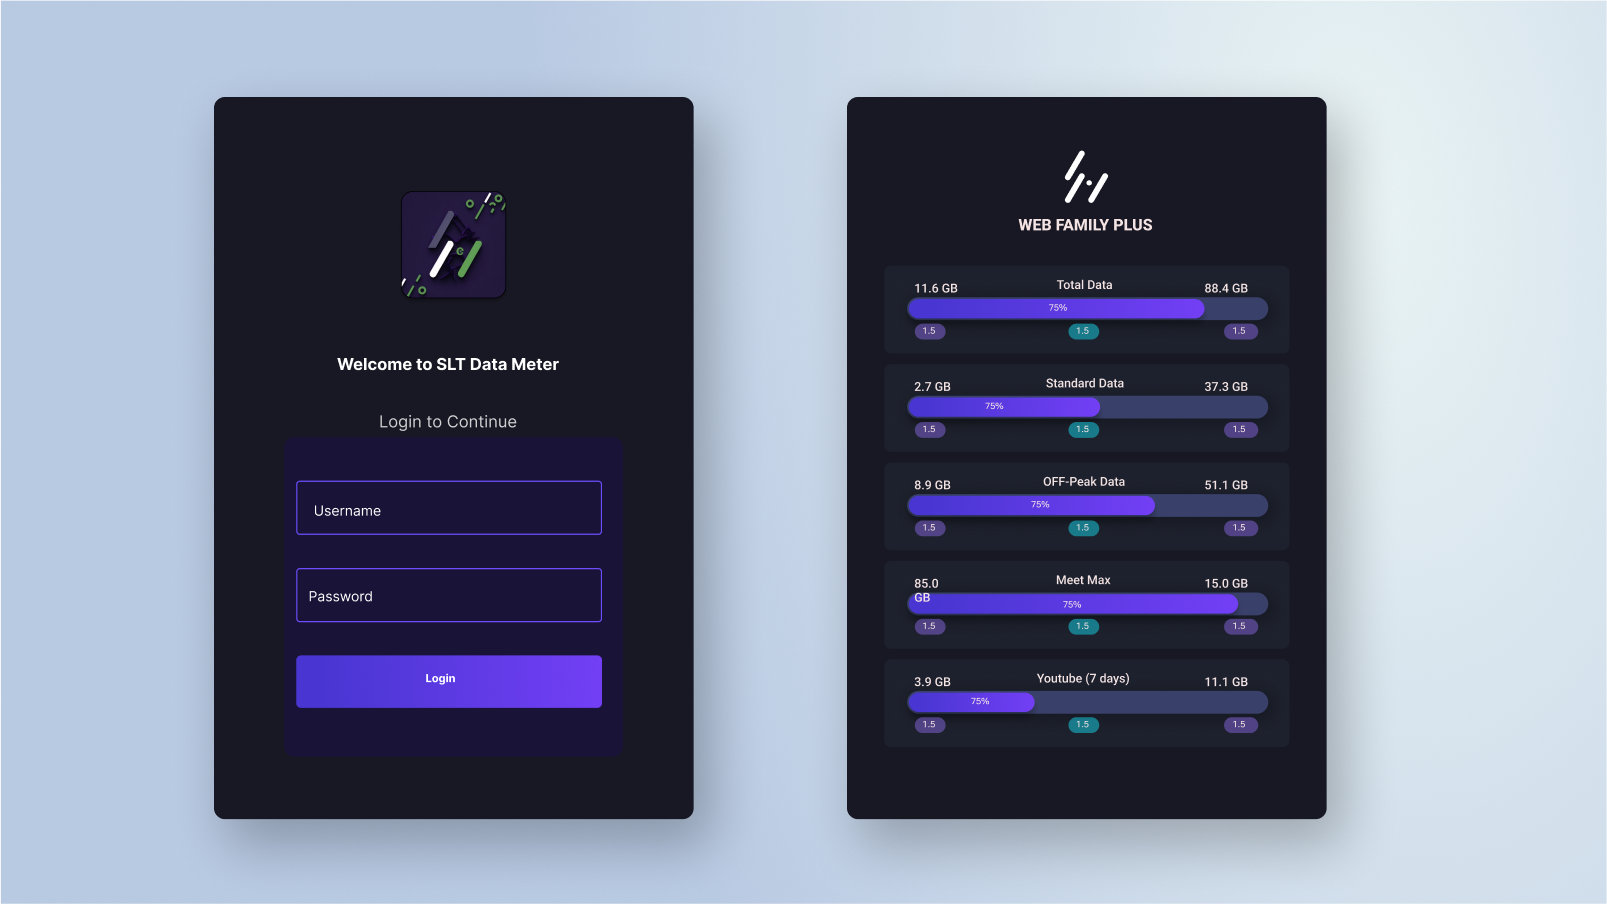 Welcome to SLT Data Meter
Login to Continue
Username
Password
Login
WEB FAMILY PLUS
11.6 GB Total Data 88.4 GB
75%
1.5 1.5 1.5
2.7 GB Standard Data 37.3 GB
75%
1.5 1.5 1.5
8.9 GB OFF-Peak Data 51.1 GB
75%
1.5 1.5 1.5
85.0 Meet Max 15.0 GB
GB
75%
1.5 1.5 1.5
3.9 GB Youtube (7 days) 11.1 GB
75%
1.5 1.5 1.5